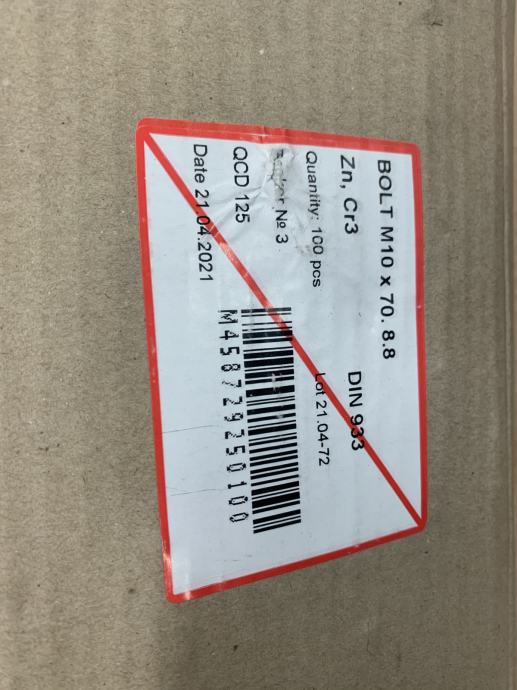 BOLT M10 x 70. 8.8
Zn, Cr3
DIN 933
Quantity: 100 pcs
Lot 21.04-72
№ 3
QCD 125
Date 21.04.2021
M458729250100